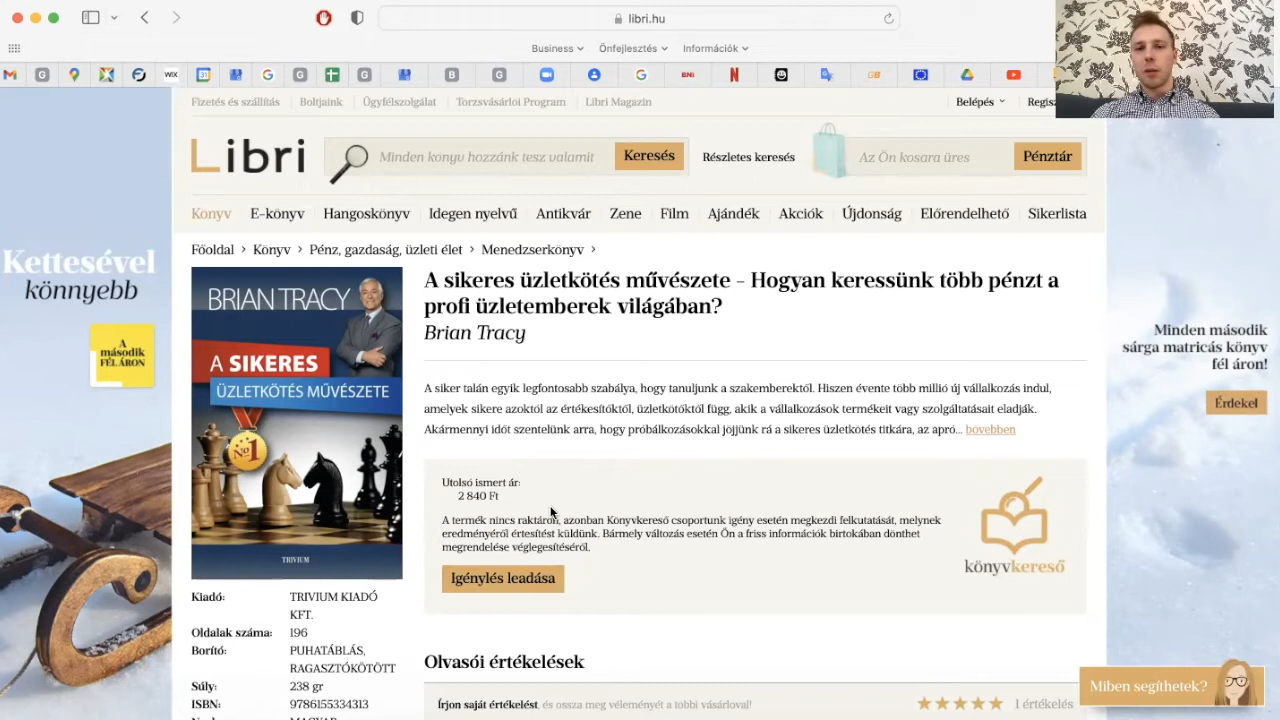 libri.hu
Business
Önfejlesztés
Információk
WIX
Fizetés és szállítás
Boltjaink
Ügyfélszolgálat
Torzsvásárlói Program
Libri Magazin
Belépés
Libri
Minden könyv hozzánk tesz valamit
Keresés
Részletes keresés
Az Ön kosara üres
Pénztár
Könyv
E-könyv
Hangoskönyv
Idegen nyelvű
Antikvár
Zene
Film
Ajándék
Akciók
Újdonság
Előrendelhető
Sikerlista
Főoldal › Könyv › Pénz, gazdaság, üzleti élet › Menedzserkönyv ›
Kettesével
könnyebb
A
második
fél áron
BRIAN TRACY
A SIKERES
ÜZLETKÖTÉS MŰVÉSZETE
No1
TRIVIUM
A sikeres üzletkötés művészete – Hogyan keressünk több pénzt a
profi üzletemberek világában?
Brian Tracy
A siker talán egyik legfontosabb szabálya, hogy tanuljunk a szakemberektől. Hiszen évente több millió új vállalkozás indul,
amelyek sikere azoktól az értékesítőktől, üzletkötőktől függ, akik a vállalkozások termékeit vagy szolgáltatásait eladják.
Akármennyi időt szentelünk arra, hogy próbálkozásokkal jöjjünk rá a sikeres üzletkötés titkára, az apró... bővebben
Utolsó ismert ár:
2 840 Ft
A termék nincs raktáron, azonban Könyvkereső csoportunk igény esetén megkezdi felkutatását, melynek
eredményéről értesítést küldünk. Bármely változás esetén Ön a friss információk birtokában dönthet
megrendelése véglegesítéséről.
Igénylés leadása
könyvkereső
Minden második
sárga matricás könyv
fél áron!
Érdekel
Kiadó: TRIVIUM KIADÓ
KFT.
Oldalak száma: 196
Borító: PUHATÁBLÁS,
RAGASZTÓKÖTÖTT
Súly: 238 gr
ISBN: 9786155334313
Olvasói értékelések
Írjon saját értékelést, és ossza meg véleményét a többi vásárlóval!
1 értékelés
Miben segíthetek?